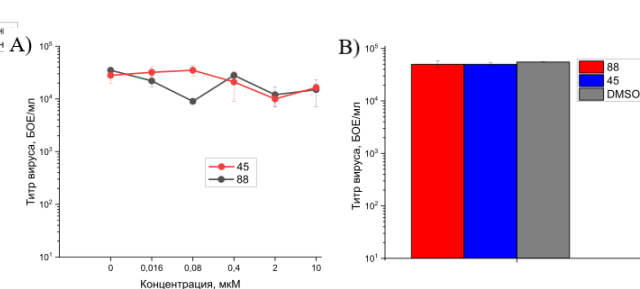 А)
10⁵
10⁴
10³
10²
10¹
Титр вируса, БОЕ/мл
45
88
0 0,016 0,08 0,4 2 10
Концентрация, мкМ
В)
10⁵
10⁴
10³
10²
10¹
Титр вируса, БОЕ/мл
88
45
DMSO